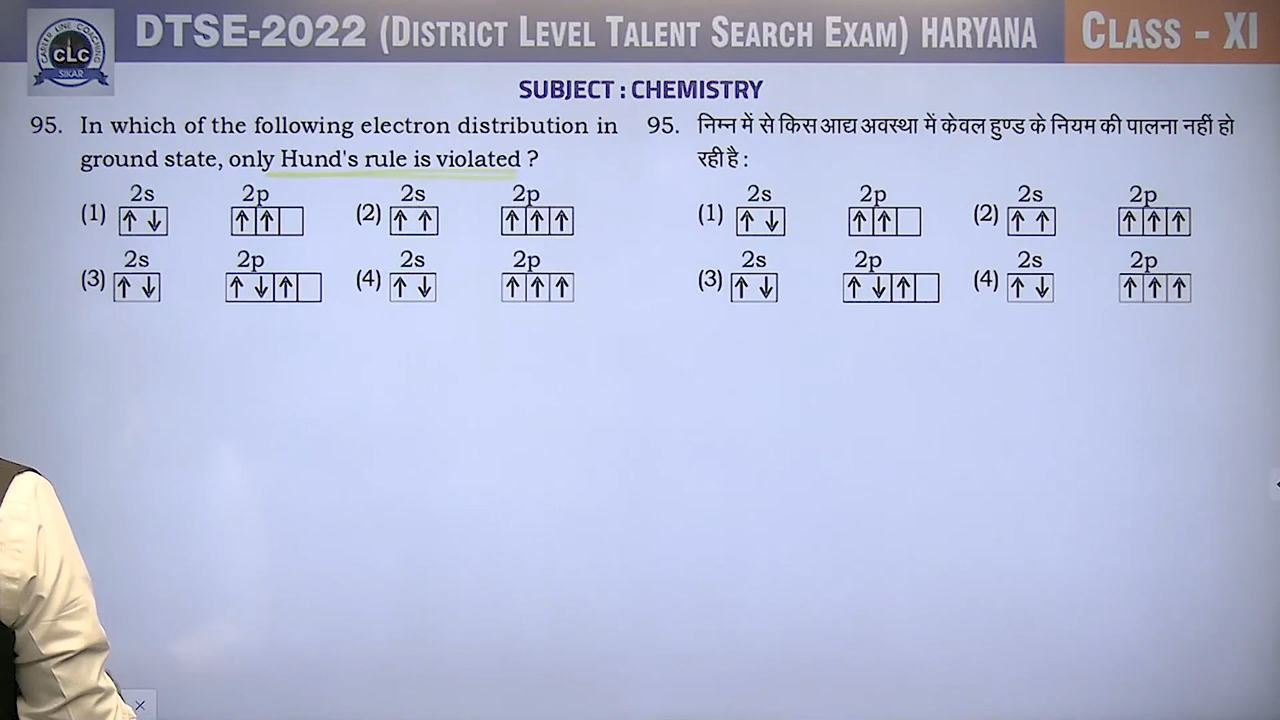 CAREER LINE COACHING
CLC
SIKAR
DTSE-2022 (DISTRICT LEVEL TALENT SEARCH EXAM) HARYANA
CLASS - XI
SUBJECT : CHEMISTRY
95. In which of the following electron distribution in
ground state, only Hund's rule is violated ?
2s 2p 2s 2p
(1) ↑ ↓ ↑ ↑ (2) ↑ ↑ ↑ ↑ ↑
2s 2p 2s 2p
(3) ↑ ↓ ↑ ↓ ↑ (4) ↑ ↓ ↑ ↑ ↑
95. निम्न में से किस आद्य अवस्था में केवल हुण्ड के नियम की पालना नहीं हो
रही है :
2s 2p 2s 2p
(1) ↑ ↓ ↑ ↑ (2) ↑ ↑ ↑ ↑ ↑
2s 2p 2s 2p
(3) ↑ ↓ ↑ ↓ ↑ (4) ↑ ↓ ↑ ↑ ↑